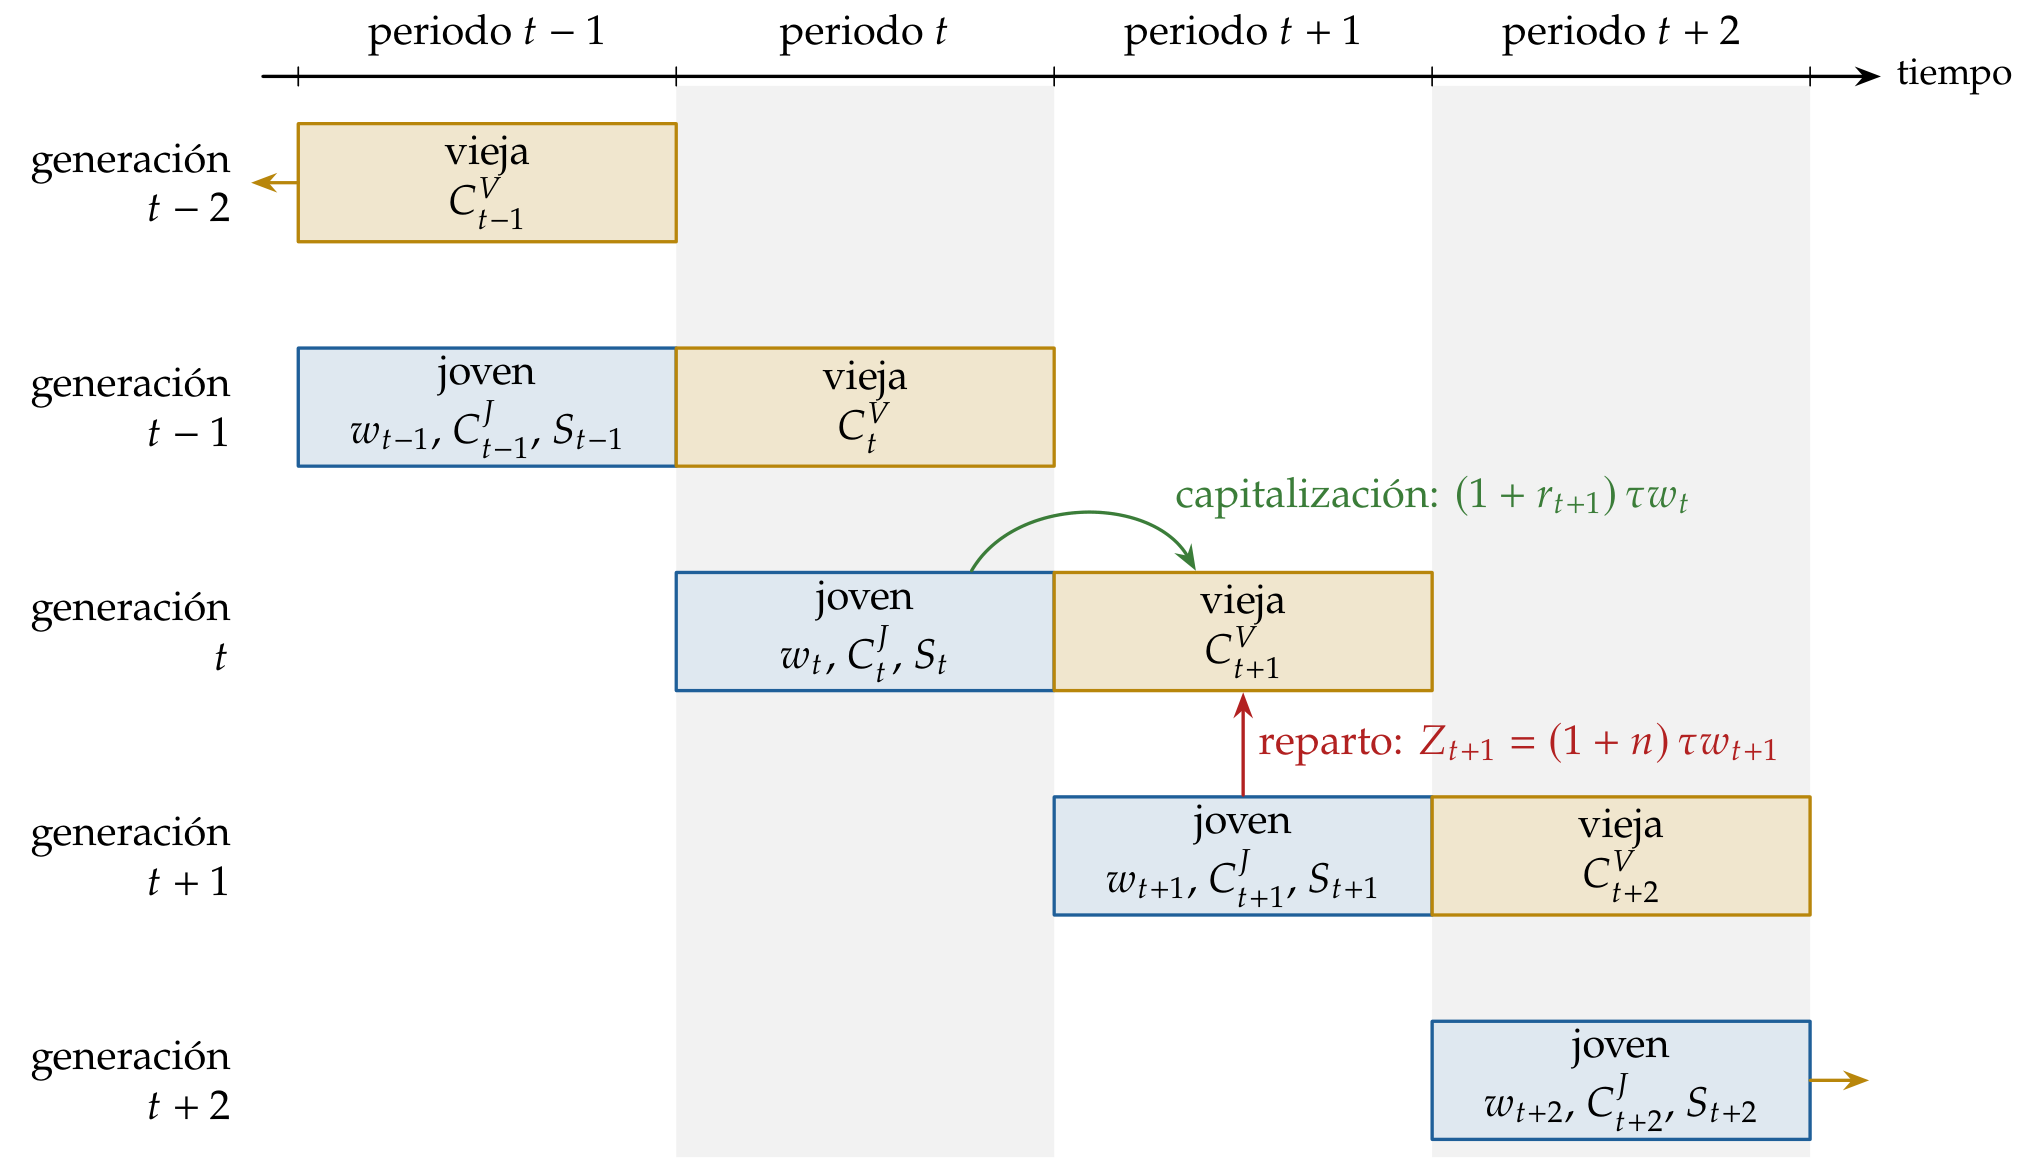 periodo t − 1 periodo t periodo t + 1 periodo t + 2
tiempo
generación
t − 2
vieja
C^V_{t−1}
generación
t − 1
joven
w_{t−1}, C^J_{t−1}, S_{t−1}
vieja
C^V_t
capitalización: (1 + r_{t+1}) τw_t
generación
t
joven
w_t, C^J_t, S_t
vieja
C^V_{t+1}
reparto: Z_{t+1} = (1 + n) τw_{t+1}
generación
t + 1
joven
w_{t+1}, C^J_{t+1}, S_{t+1}
vieja
C^V_{t+2}
generación
t + 2
joven
w_{t+2}, C^J_{t+2}, S_{t+2}